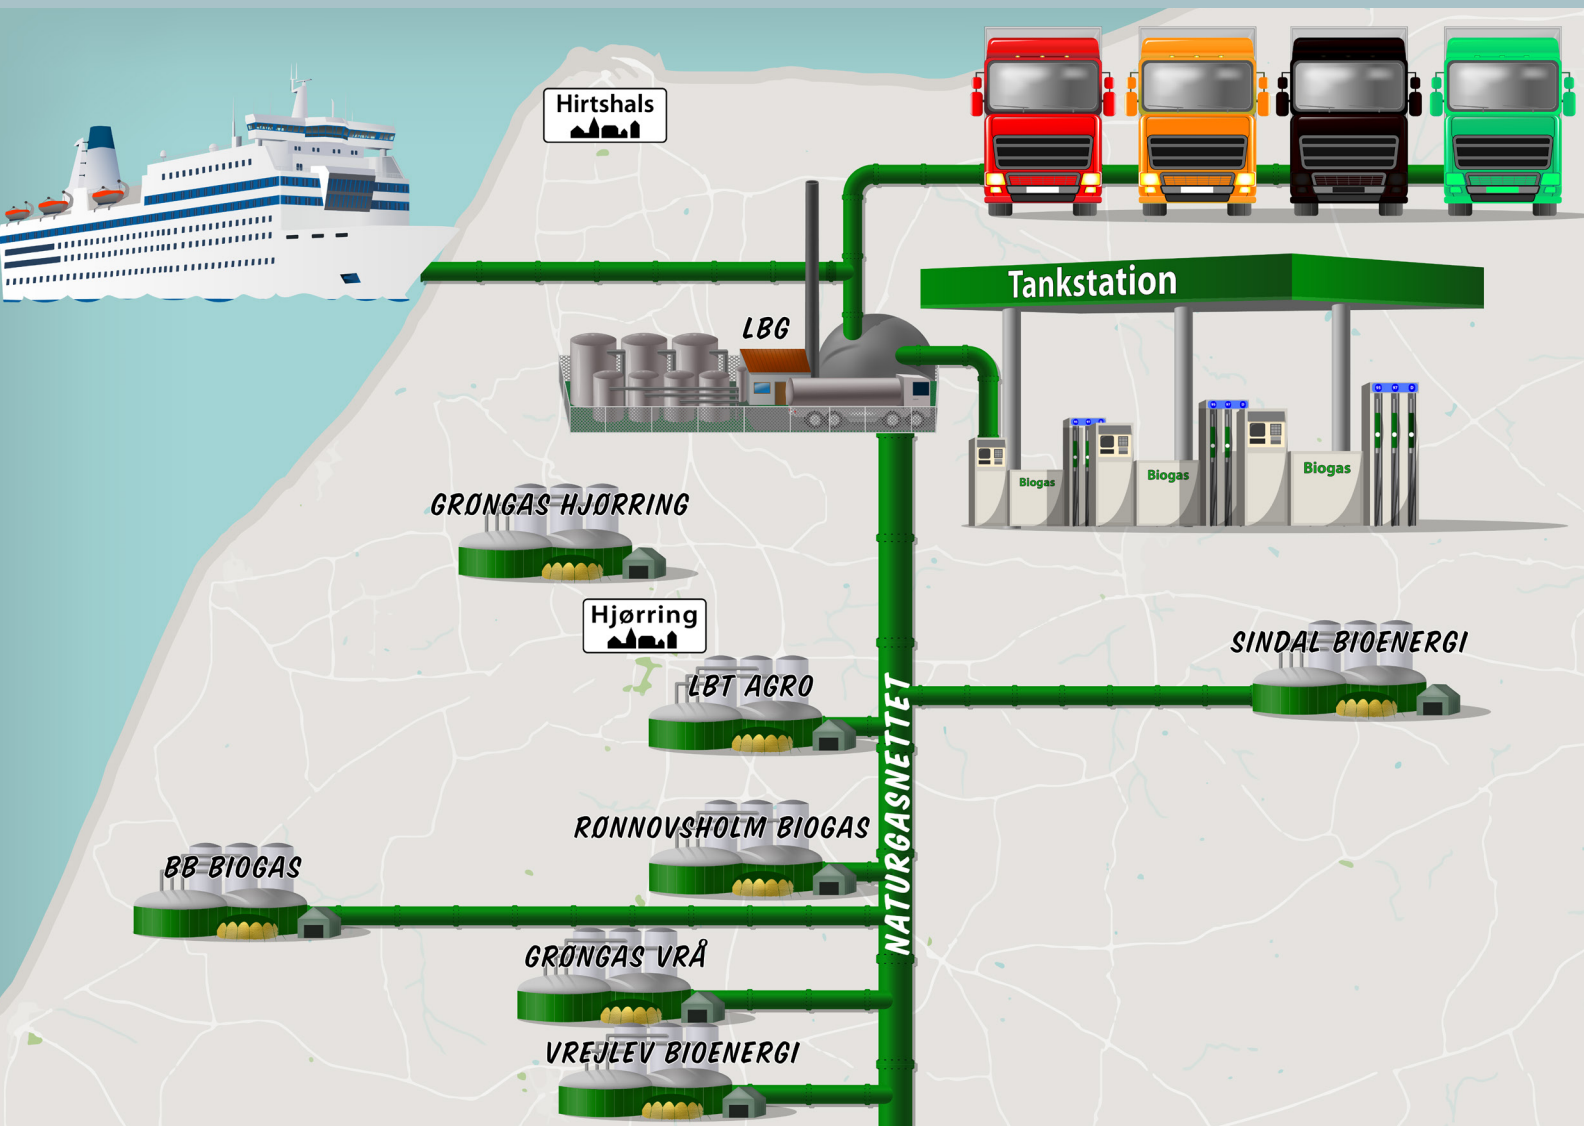 Hirtshals
Tankstation
LBG
Biogas
Biogas
Biogas
GRØNGAS HJØRRING
Hjørring
SINDAL BIOENERGI
LBT AGRO
NATURGASNETTET
RØNNOVSHOLM BIOGAS
BB BIOGAS
GRØNGAS VRÅ
VREJLEV BIOENERGI